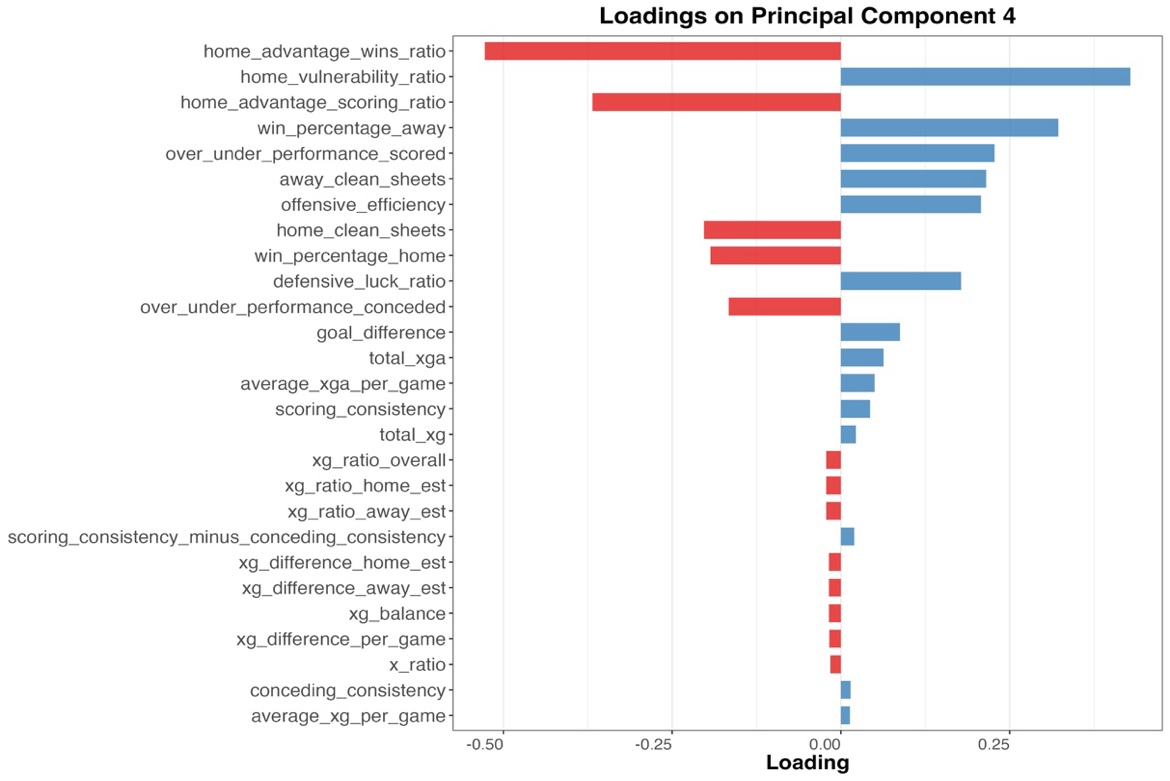 Loadings on Principal Component 4
home_advantage_wins_ratio
home_vulnerability_ratio
home_advantage_scoring_ratio
win_percentage_away
over_under_performance_scored
away_clean_sheets
offensive_efficiency
home_clean_sheets
win_percentage_home
defensive_luck_ratio
over_under_performance_conceded
goal_difference
total_xga
average_xga_per_game
scoring_consistency
total_xg
xg_ratio_overall
xg_ratio_home_est
xg_ratio_away_est
scoring_consistency_minus_conceding_consistency
xg_difference_home_est
xg_difference_away_est
xg_balance
xg_difference_per_game
x_ratio
conceding_consistency
average_xg_per_game
-0.50 -0.25 0.00 0.25
Loading